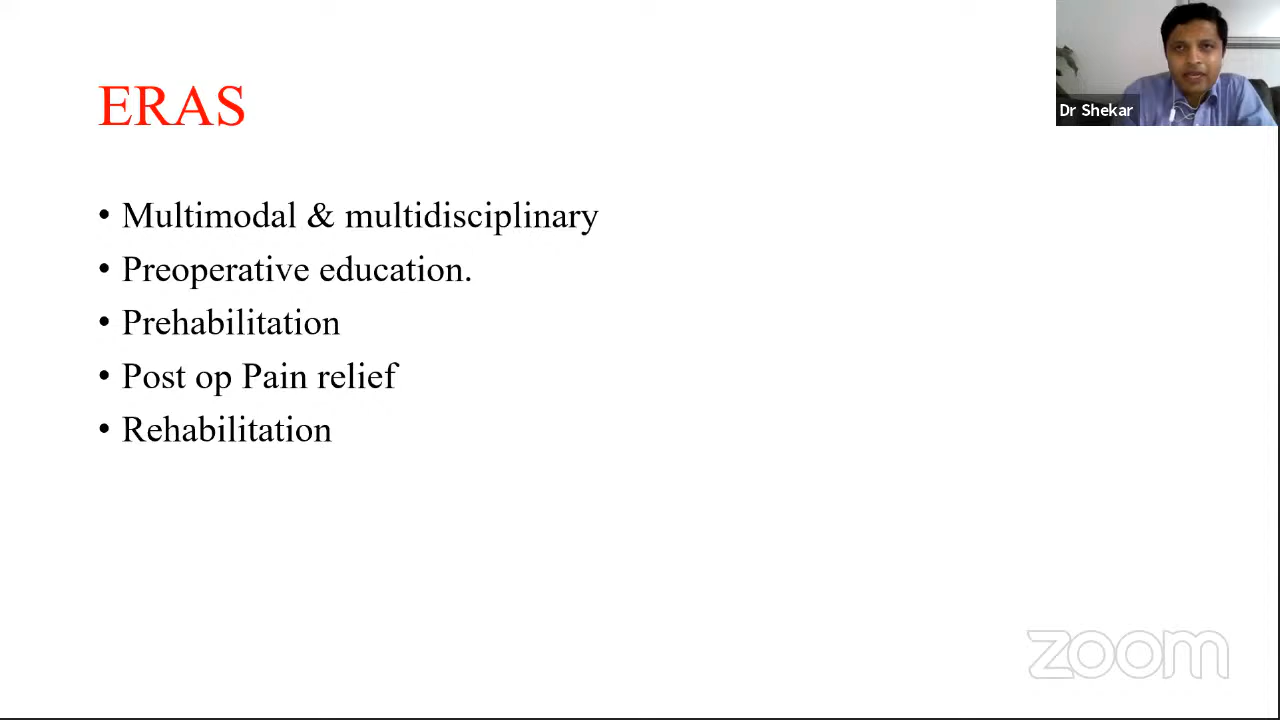 ERAS
Dr Shekar
• Multimodal & multidisciplinary
• Preoperative education.
• Prehabilitation
• Post op Pain relief
• Rehabilitation
zoom